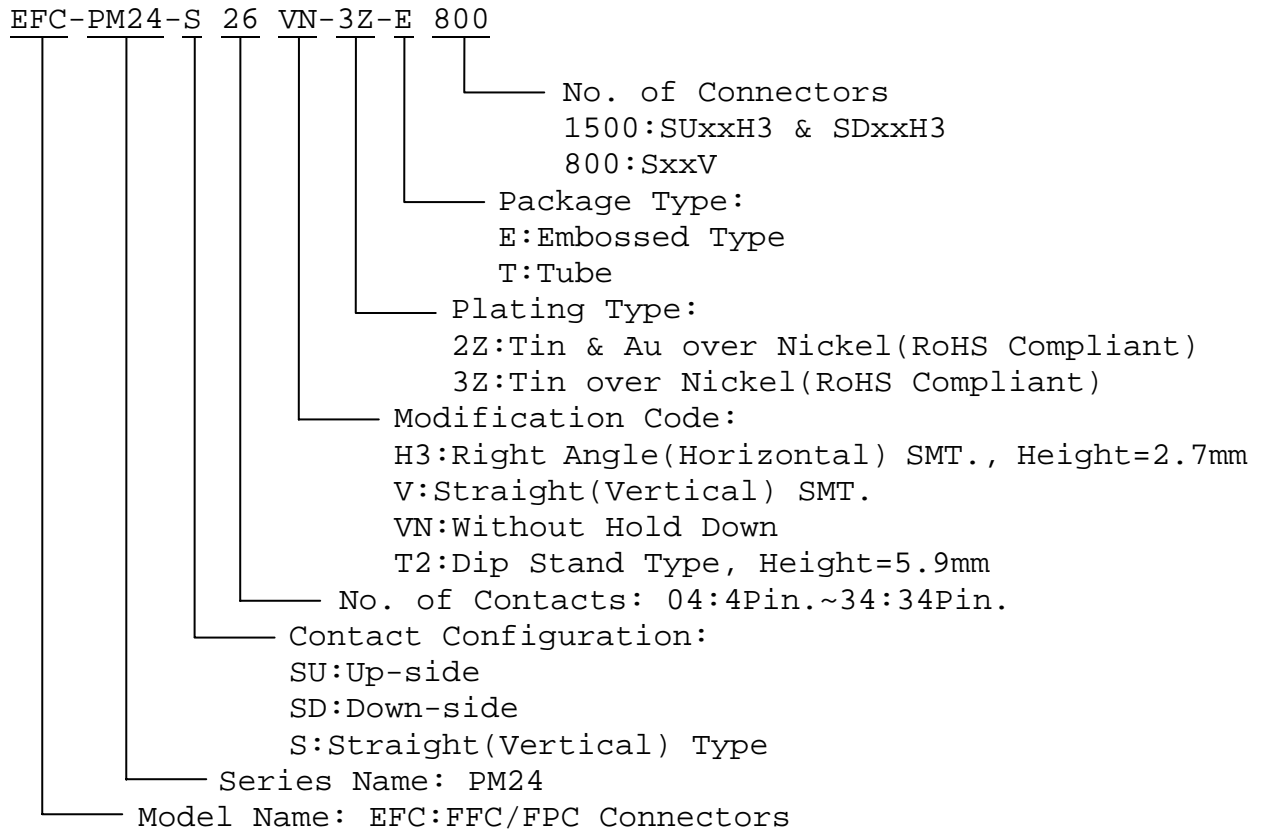 EFC-PM24-S 26 VN-3Z-E 800
No. of Connectors
1500:SUxxH3 & SDxxH3
800:SxxV
Package Type:
E:Embossed Type
T:Tube
Plating Type:
2Z:Tin & Au over Nickel(RoHS Compliant)
3Z:Tin over Nickel(RoHS Compliant)
Modification Code:
H3:Right Angle(Horizontal) SMT., Height=2.7mm
V:Straight(Vertical) SMT.
VN:Without Hold Down
T2:Dip Stand Type, Height=5.9mm
No. of Contacts: 04:4Pin.~34:34Pin.
Contact Configuration:
SU:Up-side
SD:Down-side
S:Straight(Vertical) Type
Series Name: PM24
Model Name: EFC:FFC/FPC Connectors